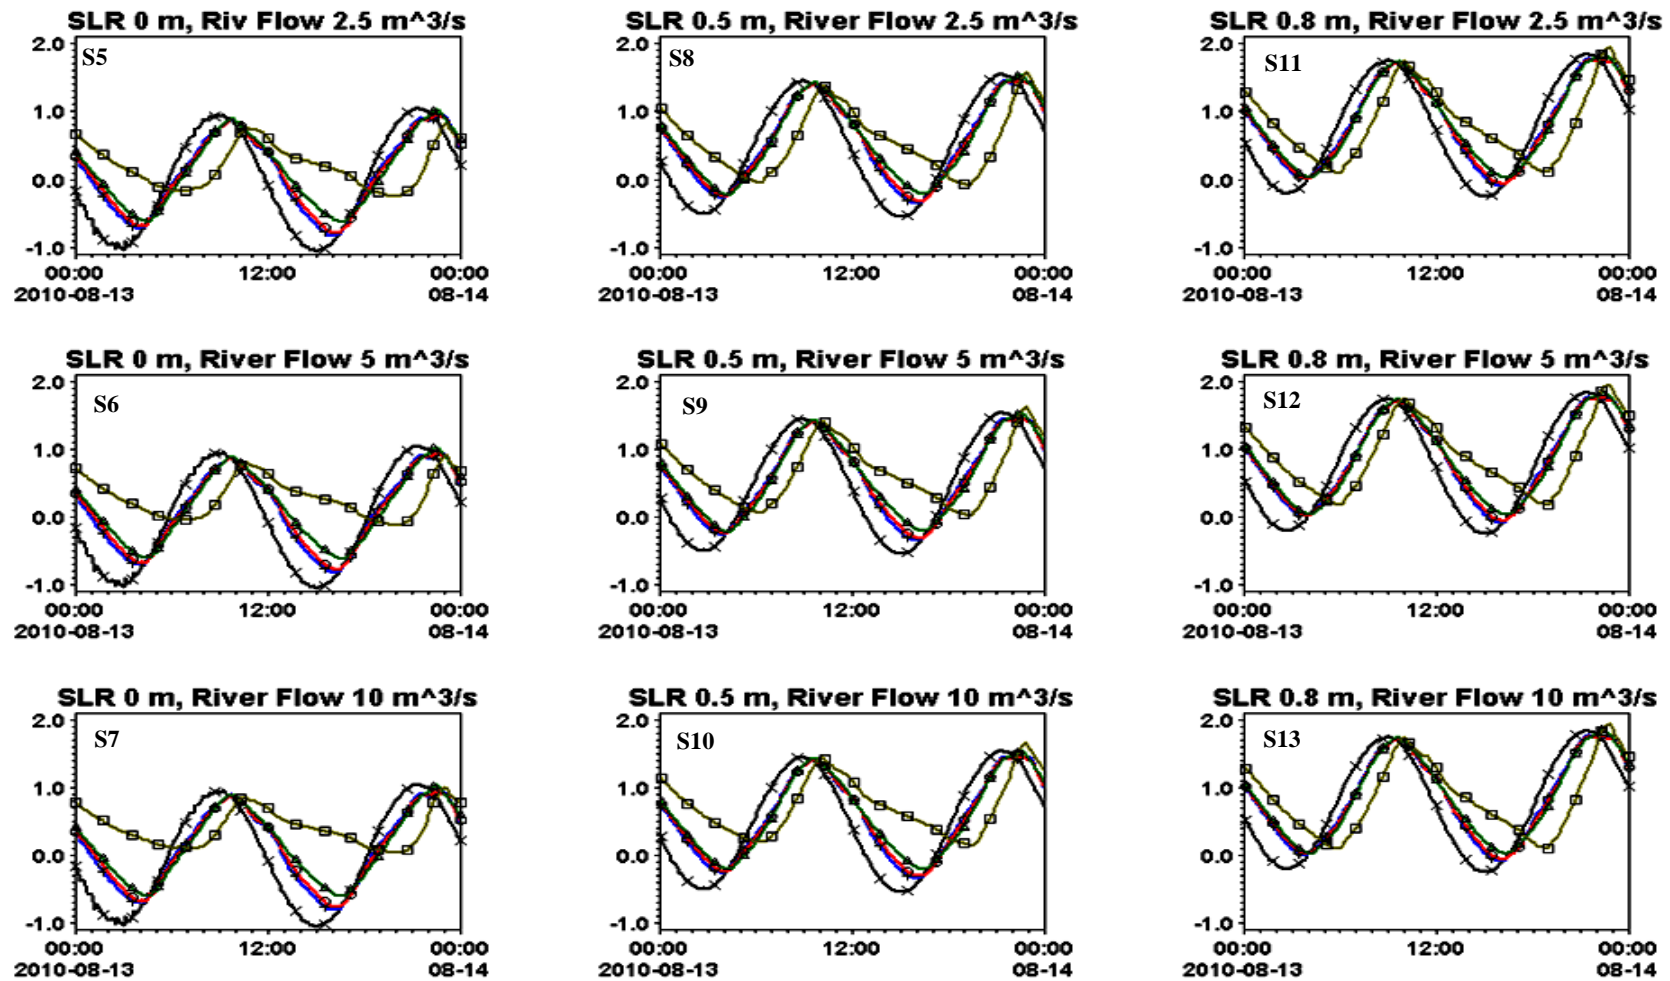 SLR 0 m, Riv Flow 2.5 m^3/s
S5
2.0
1.0
0.0
-1.0
00:00 12:00 00:00
2010-08-13 08-14
SLR 0.5 m, River Flow 2.5 m^3/s
S8
2.0
1.0
0.0
-1.0
00:00 12:00 00:00
2010-08-13 08-14
SLR 0.8 m, River Flow 2.5 m^3/s
S11
2.0
1.0
0.0
-1.0
00:00 12:00 00:00
2010-08-13 08-14
SLR 0 m, River Flow 5 m^3/s
S6
2.0
1.0
0.0
-1.0
00:00 12:00 00:00
2010-08-13 08-14
SLR 0.5 m, River Flow 5 m^3/s
S9
2.0
1.0
0.0
-1.0
00:00 12:00 00:00
2010-08-13 08-14
SLR 0.8 m, River Flow 5 m^3/s
S12
2.0
1.0
0.0
-1.0
00:00 12:00 00:00
2010-08-13 08-14
SLR 0 m, River Flow 10 m^3/s
S7
2.0
1.0
0.0
-1.0
00:00 12:00 00:00
2010-08-13 08-14
SLR 0.5 m, River Flow 10 m^3/s
S10
2.0
1.0
0.0
-1.0
00:00 12:00 00:00
2010-08-13 08-14
SLR 0.8 m, River Flow 10 m^3/s
S13
2.0
1.0
0.0
-1.0
00:00 12:00 00:00
2010-08-13 08-14